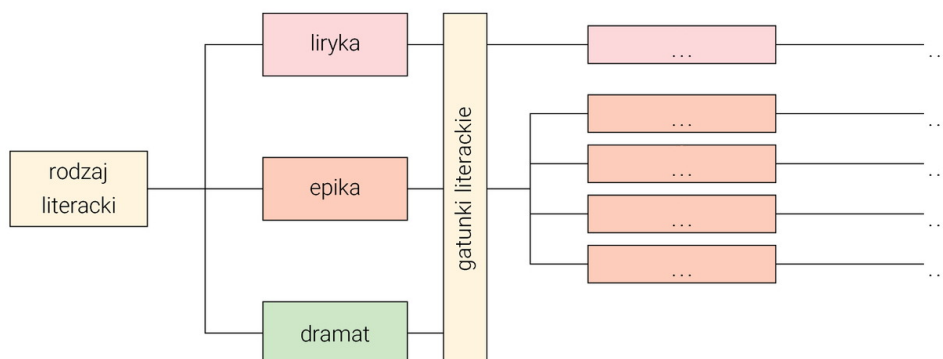 rodzaj
literacki
liryka
epika
dramat
gatunki literackie
...
...
...
...
...
..
..
..
..
..